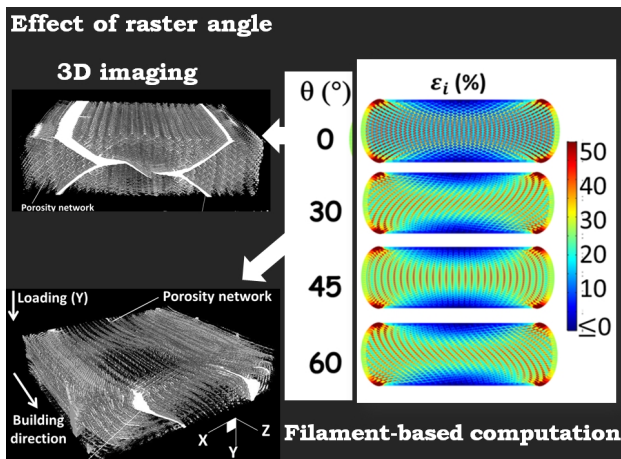 Effect of raster angle
3D imaging
Porosity network
θ (°)
0
30
45
60
εi (%)
50
40
30
20
10
≤0
Loading (Y)
Porosity network
Building
direction
X
Y
Z
Filament-based computation